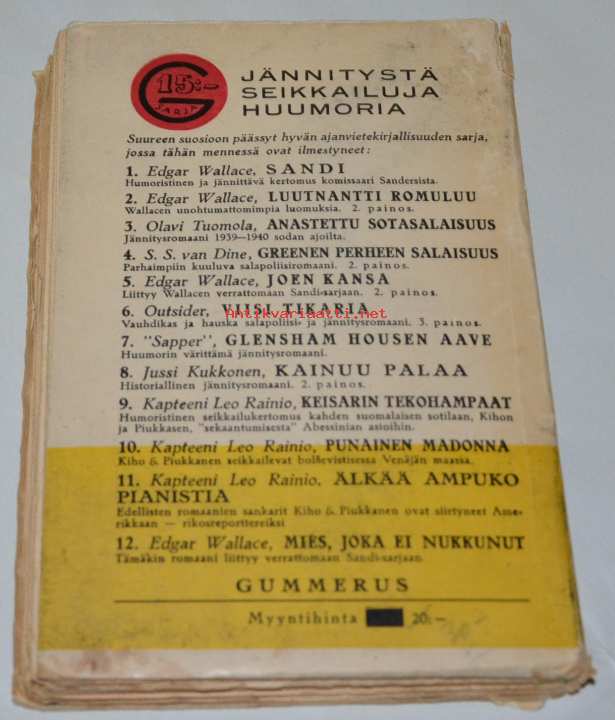 15:-
SARJA
JÄNNITYSTÄ
SEIKKAILUJA
HUUMORIA
Suureen suosioon päässyt hyvän ajanvietekirjallisuuden sarja,
jossa tähän mennessä ovat ilmestyneet:
1. Edgar Wallace, SANDI
Humoristinen ja jännittävä kertomus komissaari Sandersista.
2. Edgar Wallace, LUUTNANTTI ROMULUU
Wallacen unohtumattomimpia luomuksia. 2. painos.
3. Olavi Tuomola, ANASTETTU SOTASALAISUUS
Jännitysromaani 1939—1940 sodan ajoilta.
4. S. S. van Dine, GREENEN PERHEEN SALAISUUS
Parhaimpiin kuuluva salapoliisiromaani. 2. painos.
5. Edgar Wallace, JOEN KANSA
Liittyy Wallacen verrattomaan Sandi-sarjaan. 2. painos.
6. Outsider, VIISI TIKARIA
Antikvariaatti.net
Vauhdikas ja hauska salapoliisi- ja jännitysromaani. 3. painos.
7. "Sapper", GLENSHAM HOUSEN AAVE
Huumorin värittämä jännitysromaani.
8. Jussi Kukkonen, KAINUU PALAA
Historiallinen jännitysromaani. 2. painos.
9. Kapteeni Leo Rainio, KEISARIN TEKOHAMPAAT
Humoristinen seikkailukertomus kahden suomalaisen sotilaan, Kihon
ja Piukkasen, "sekaantumisesta" Abessinian asioihin.
10. Kapteeni Leo Rainio, PUNAINEN MADONNA
Kiho & Piukkanen seikkailevat bolševistisessa Venäjän maassa.
11. Kapteeni Leo Rainio, ÄLKÄÄ AMPUKO
PIANISTIA
Edellisten romaanien sankarit Kiho & Piukkanen ovat siirtyneet Ame-
rikkaan — rikosreporttereiksi
12. Edgar Wallace, MIES, JOKA EI NUKKUNUT
Tämäkin romaani liittyy verrattomaan Sandi-sarjaan.
GUMMERUS
Myyntihinta 20:—